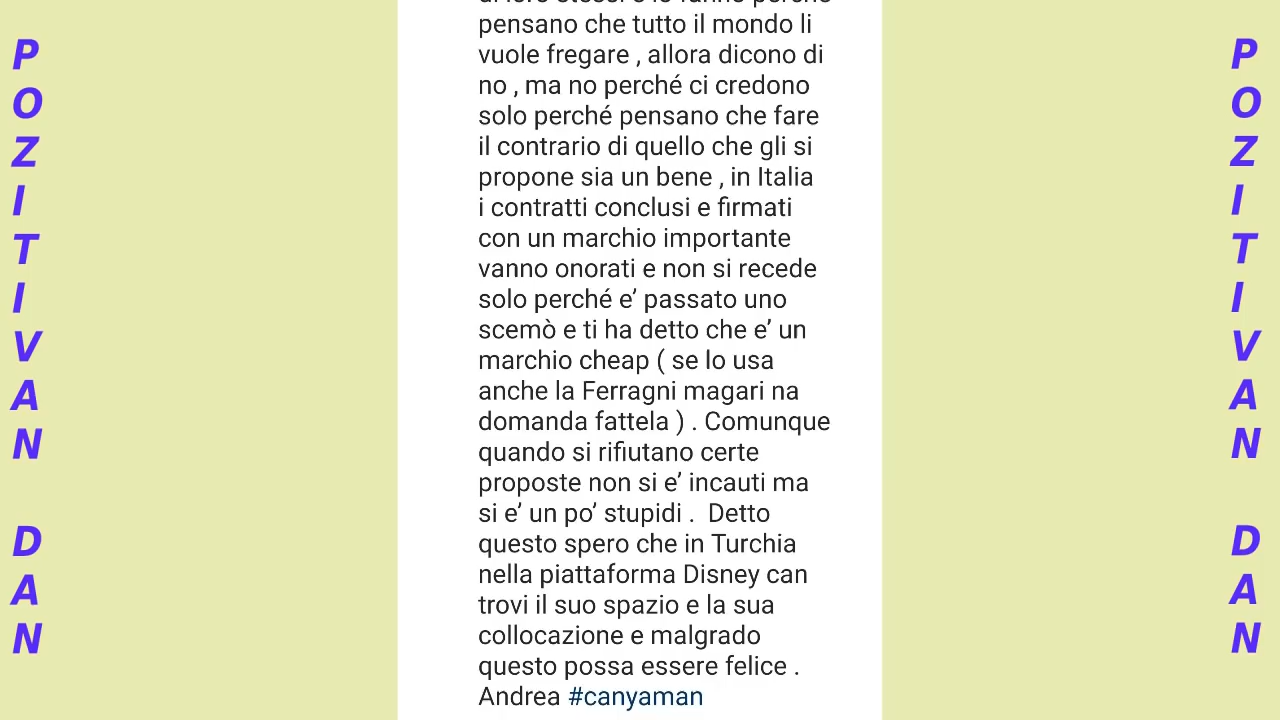 pensano che tutto il mondo li
vuole fregare , allora dicono di
no , ma no perché ci credono
solo perché pensano che fare
il contrario di quello che gli si
propone sia un bene , in Italia
i contratti conclusi e firmati
con un marchio importante
vanno onorati e non si recede
solo perché e’ passato uno
scemò e ti ha detto che e’ un
marchio cheap ( se lo usa
anche la Ferragni magari na
domanda fattela ) . Comunque
quando si rifiutano certe
proposte non si e’ incauti ma
si e’ un po’ stupidi .  Detto
questo spero che in Turchia
nella piattaforma Disney can
trovi il suo spazio e la sua
collocazione e malgrado
questo possa essere felice .
Andrea #canyaman
POZITIVAN DAN
POZITIVAN DAN